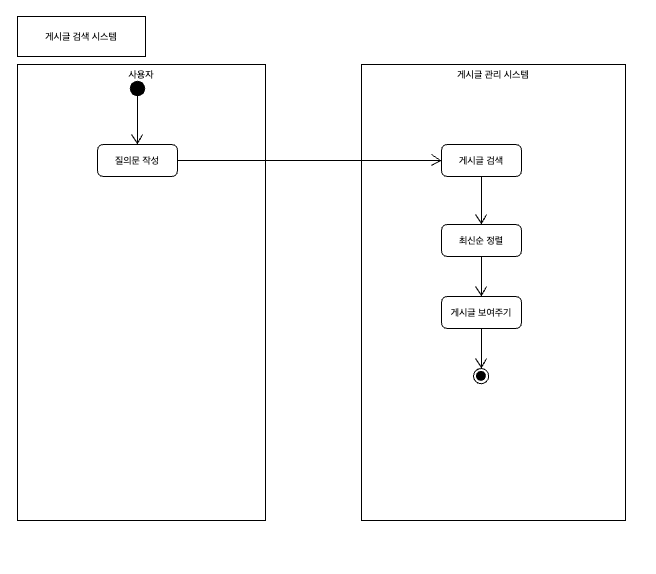 게시글 검색 시스템
사용자
게시글 관리 시스템
질의문 작성
게시글 검색
최신순 정렬
게시글 보여주기